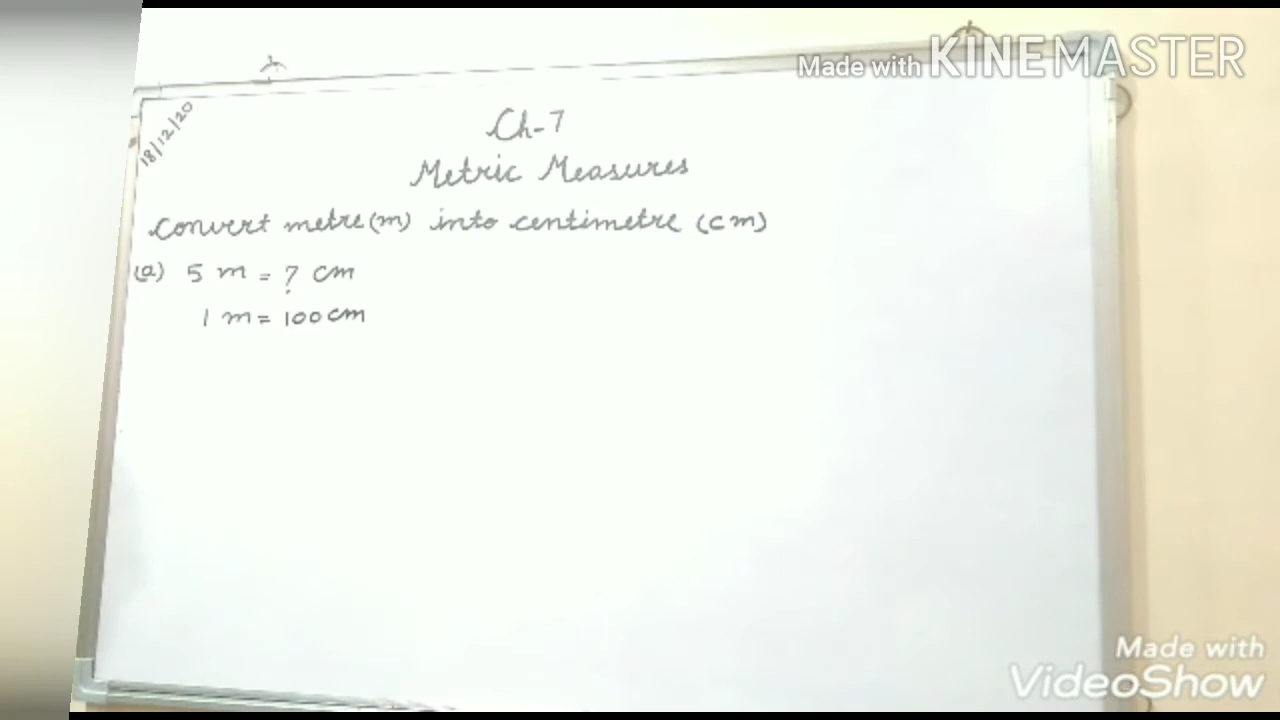 Made with KINEMASTER
18/12/20
Ch-7
Metric Measures
Convert metre(m) into centimetre (cm)
(a) 5 m = ? cm
1 m = 100 cm
Made with
VideoShow